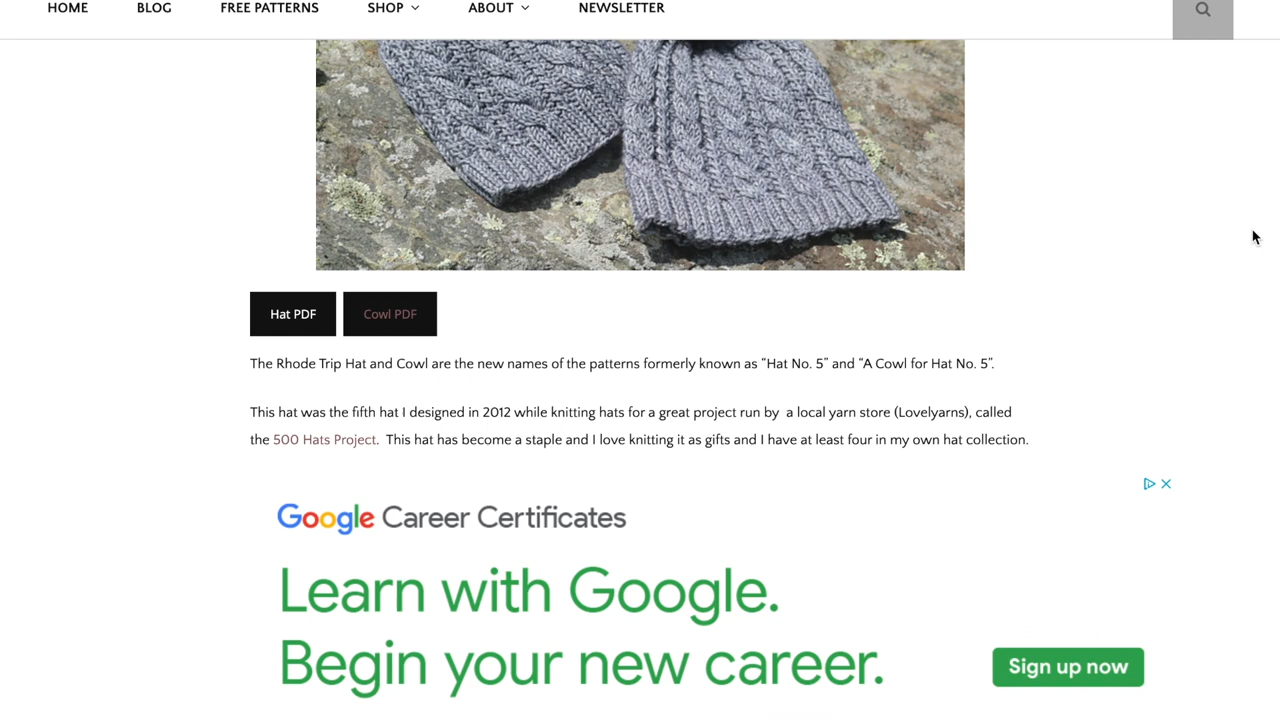 HOME BLOG FREE PATTERNS SHOP ABOUT NEWSLETTER
Hat PDF Cowl PDF
The Rhode Trip Hat and Cowl are the new names of the patterns formerly known as “Hat No. 5” and “A Cowl for Hat No. 5”.
This hat was the fifth hat I designed in 2012 while knitting hats for a great project run by a local yarn store (Lovelyarns), called
the 500 Hats Project. This hat has become a staple and I love knitting it as gifts and I have at least four in my own hat collection.
Google Career Certificates
Learn with Google.
Begin your new career.
Sign up now